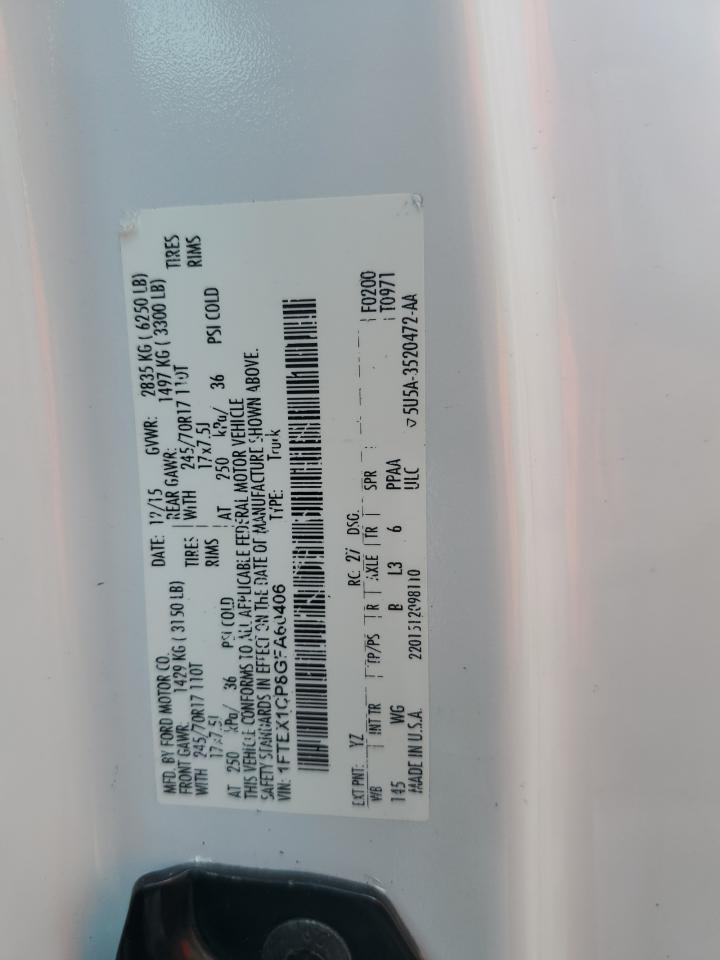 MFD. BY FORD MOTOR CO. DATE: 12/15 GVWR: 2835 KG ( 6250 LB)
FRONT GAWR: 1429 KG ( 3150 LB) REAR GAWR: 1497 KG ( 3300 LB)
WITH 245/70R17 110T TIRES WITH 245/70R17 110T TIRES
17x7.5J RIMS 17x7.5J RIMS
AT 250 kPa/ 36 PSI COLD AT 250 kPa/ 36 PSI COLD
THIS VEHICLE CONFORMS TO ALL APPLICABLE FEDERAL MOTOR VEHICLE
SAFETY STANDARDS IN EFFECT ON THE DATE OF MANUFACTURE SHOWN ABOVE.
VIN: 1FTEX1CP8GFA60406 TYPE: Truck
EXT PNT: YZ RC: 27 DSO: F0200
WB INT TR TP/PS R AXLE TR SPR T0971
145 WG B L3 6 PPAA
MADE IN U.S.A. 2201512098110 ULC 5U5A-3520472-AA